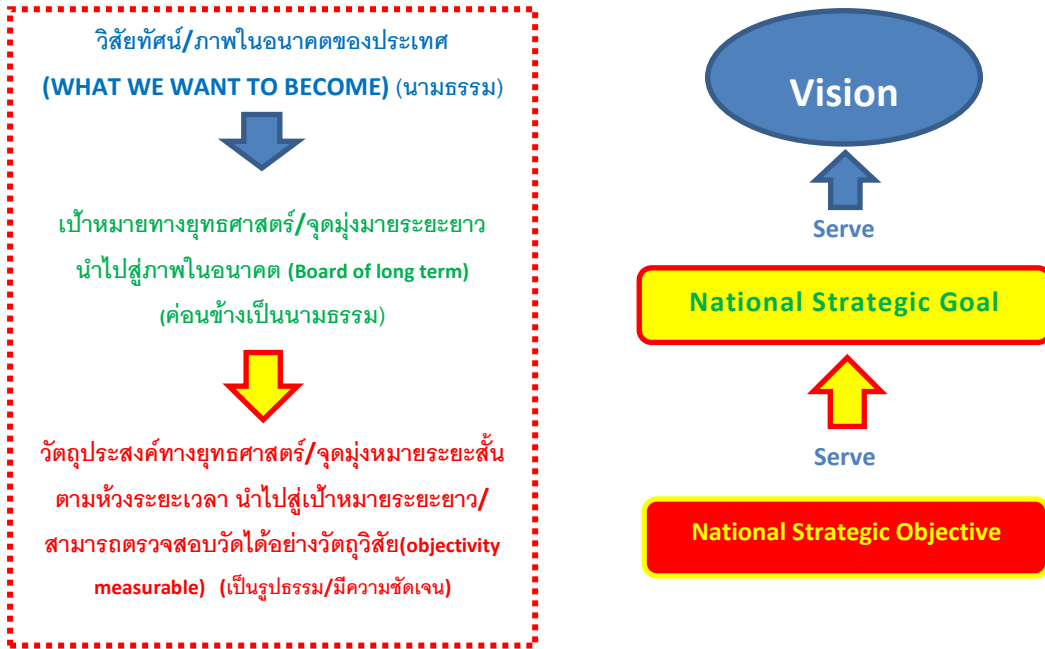 วิสัยทัศน์/ภาพในอนาคตของประเทศ
(WHAT WE WANT TO BECOME) (นามธรรม)
เป้าหมายทางยุทธศาสตร์/จุดมุ่งมายระยะยาว
นำไปสู่ภาพในอนาคต (Board of long term)
(ค่อนข้างเป็นนามธรรม)
วัตถุประสงค์ทางยุทธศาสตร์/จุดมุ่งหมายระยะสั้น
ตามห้วงระยะเวลา นำไปสู่เป้าหมายระยะยาว/
สามารถตรวจสอบวัดได้อย่างวัตถุวิสัย(objectivity
measurable) (เป็นรูปธรรม/มีความชัดเจน)
Vision
Serve
National Strategic Goal
Serve
National Strategic Objective